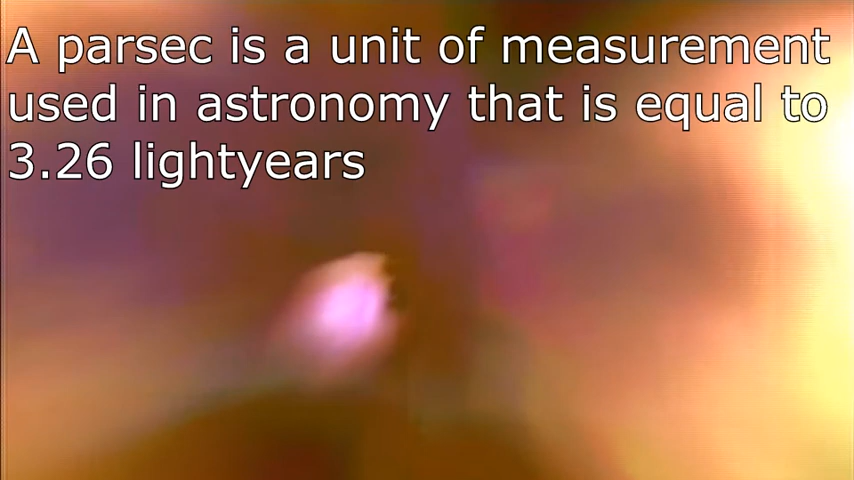 A parsec is a unit of measurement
used in astronomy that is equal to
3.26 lightyears